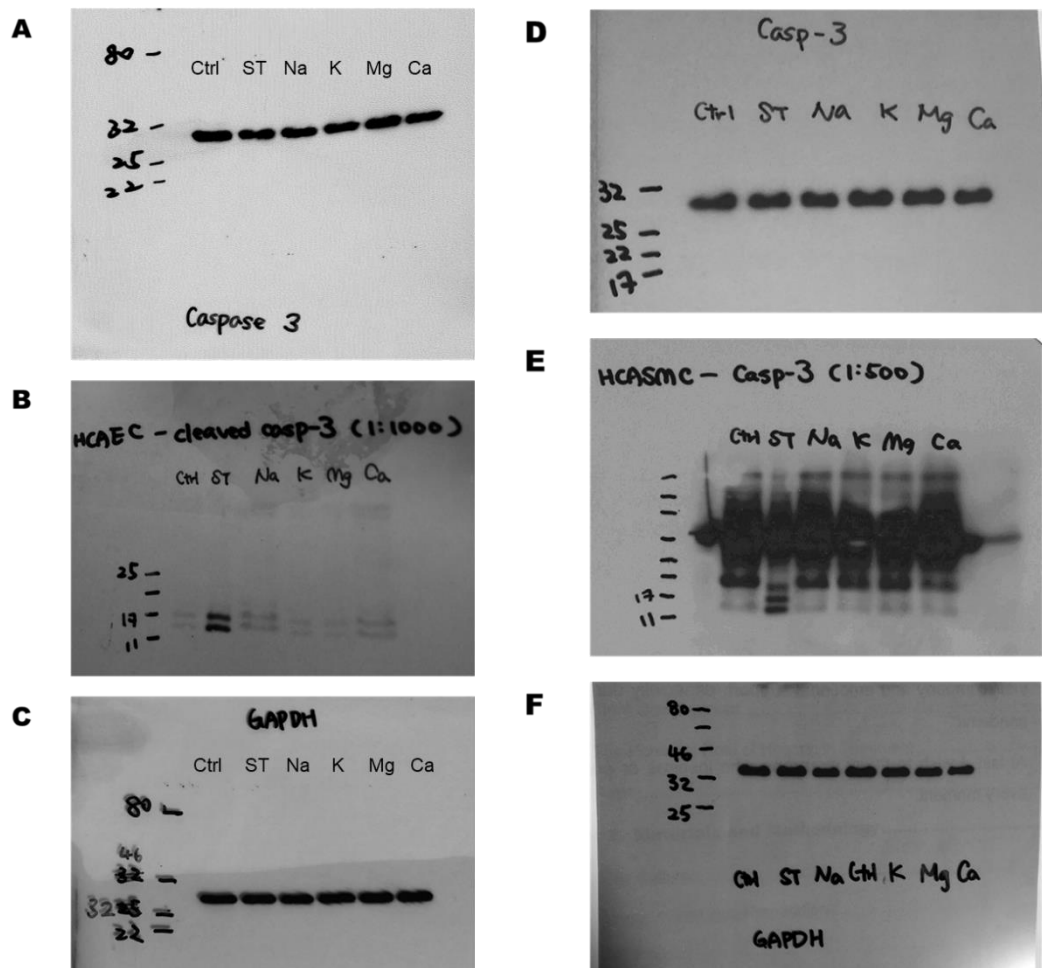 A
80
Ctrl ST Na K Mg Ca
32
25
22
Caspase 3
B
HCAEC - cleaved casp-3 (1:1000)
Ctrl ST Na K Mg Ca
25
17
11
C
GAPDH
Ctrl ST Na K Mg Ca
80
46
32
32 25
22
D
Casp-3
Ctrl ST Na K Mg Ca
32
25
22
17
E
HCASMC - Casp-3 (1:500)
Ctrl ST Na K Mg Ca
17
11
F
80
46
32
25
Ctrl ST Na Ctrl K Mg Ca
GAPDH